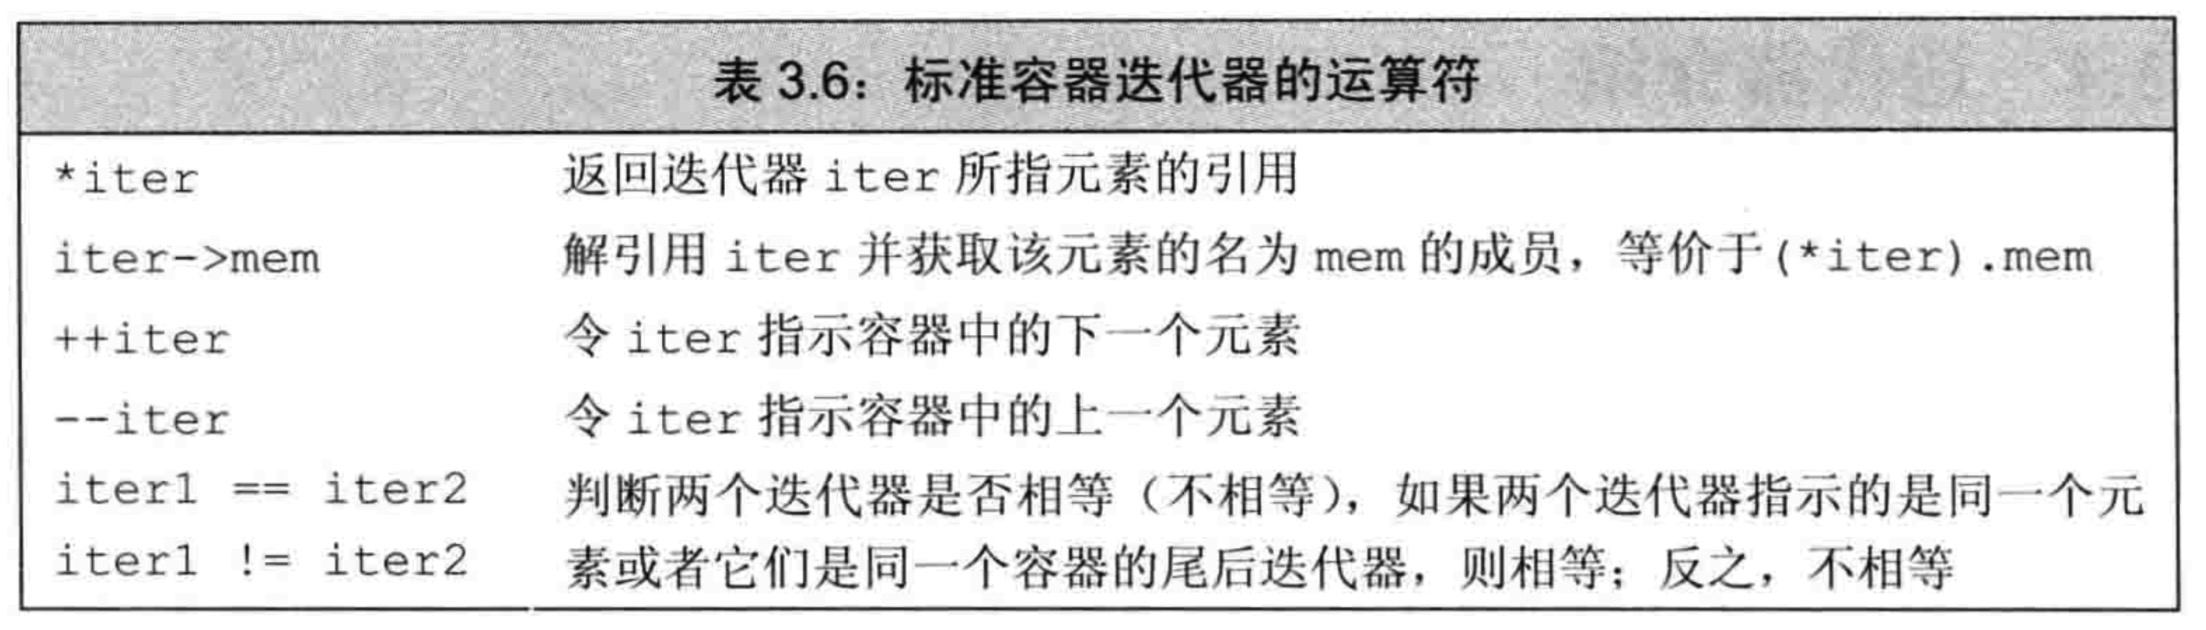 表 3.6：标准容器迭代器的运算符
*iter 返回迭代器 iter 所指元素的引用
iter->mem 解引用 iter 并获取该元素的名为 mem 的成员，等价于(*iter).mem
++iter 令 iter 指示容器中的下一个元素
--iter 令 iter 指示容器中的上一个元素
iter1 == iter2 判断两个迭代器是否相等（不相等），如果两个迭代器指示的是同一个元
iter1 != iter2 素或者它们是同一个容器的尾后迭代器，则相等；反之，不相等